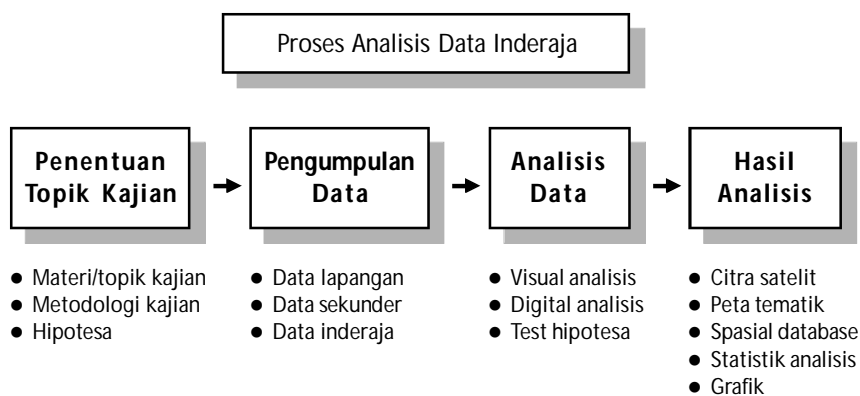 Proses Analisis Data Inderaja
Penentuan
Topik Kajian
● Materi/topik kajian
● Metodologi kajian
● Hipotesa
Pengumpulan
Data
● Data lapangan
● Data sekunder
● Data inderaja
Analisis
Data
● Visual analisis
● Digital analisis
● Test hipotesa
Hasil
Analisis
● Citra satelit
● Peta tematik
● Spasial database
● Statistik analisis
● Grafik